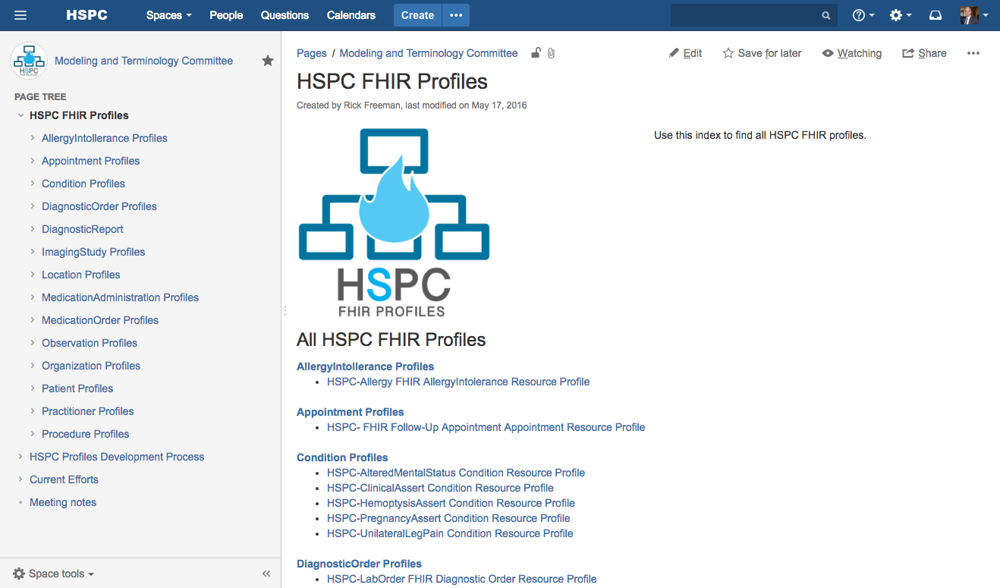 HSPC Spaces People Questions Calendars Create
Modeling and Terminology Committee
HSPC
FHIR PROFILES
PAGE TREE
HSPC FHIR Profiles
AllergyIntollerance Profiles
Appointment Profiles
Condition Profiles
DiagnosticOrder Profiles
DiagnosticReport
ImagingStudy Profiles
Location Profiles
MedicationAdministration Profiles
MedicationOrder Profiles
Observation Profiles
Organization Profiles
Patient Profiles
Practitioner Profiles
Procedure Profiles
HSPC Profiles Development Process
Current Efforts
Meeting notes
Space tools
Pages / Modeling and Terminology Committee
Edit Save for later Watching Share
HSPC FHIR Profiles
Created by Rick Freeman, last modified on May 17, 2016
HSPC
FHIR PROFILES
Use this index to find all HSPC FHIR profiles.
All HSPC FHIR Profiles
AllergyIntollerance Profiles
• HSPC-Allergy FHIR AllergyIntolerance Resource Profile
Appointment Profiles
• HSPC- FHIR Follow-Up Appointment Appointment Resource Profile
Condition Profiles
• HSPC-AlteredMentalStatus Condition Resource Profile
• HSPC-ClinicalAssert Condition Resource Profile
• HSPC-HemoptysisAssert Condition Resource Profile
• HSPC-PregnancyAssert Condition Resource Profile
• HSPC-UnilateralLegPain Condition Resource Profile
DiagnosticOrder Profiles
• HSPC-LabOrder FHIR Diagnostic Order Resource Profile